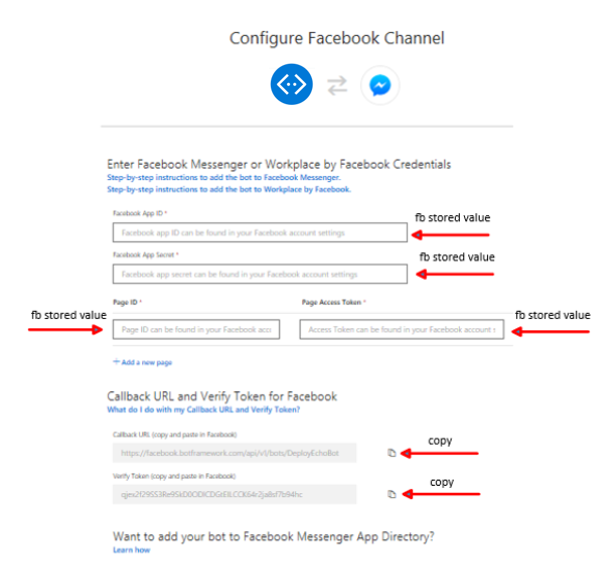 Configure Facebook Channel
Enter Facebook Messenger or Workplace by Facebook Credentials
Step-by-step instructions to add the bot to Facebook Messenger.
Step-by-step instructions to add the bot to Workplace by Facebook.
Facebook App ID *
fb stored value
Facebook app ID can be found in your Facebook account settings
Facebook App Secret *
fb stored value
Facebook app secret can be found in your Facebook account settings
Page ID *
Page Access Token *
fb stored value
fb stored value
Page ID can be found in your Facebook acco
Access Token can be found in your Facebook account s
+ Add a new page
Callback URL and Verify Token for Facebook
What do I do with my Callback URL and Verify Token?
Callback URL (copy and paste in Facebook)
copy
https://facebook.botframework.com/api/v1/bots/DeployEchoBot
Verify Token (copy and paste in Facebook)
copy
Want to add your bot to Facebook Messenger App Directory?
Learn how